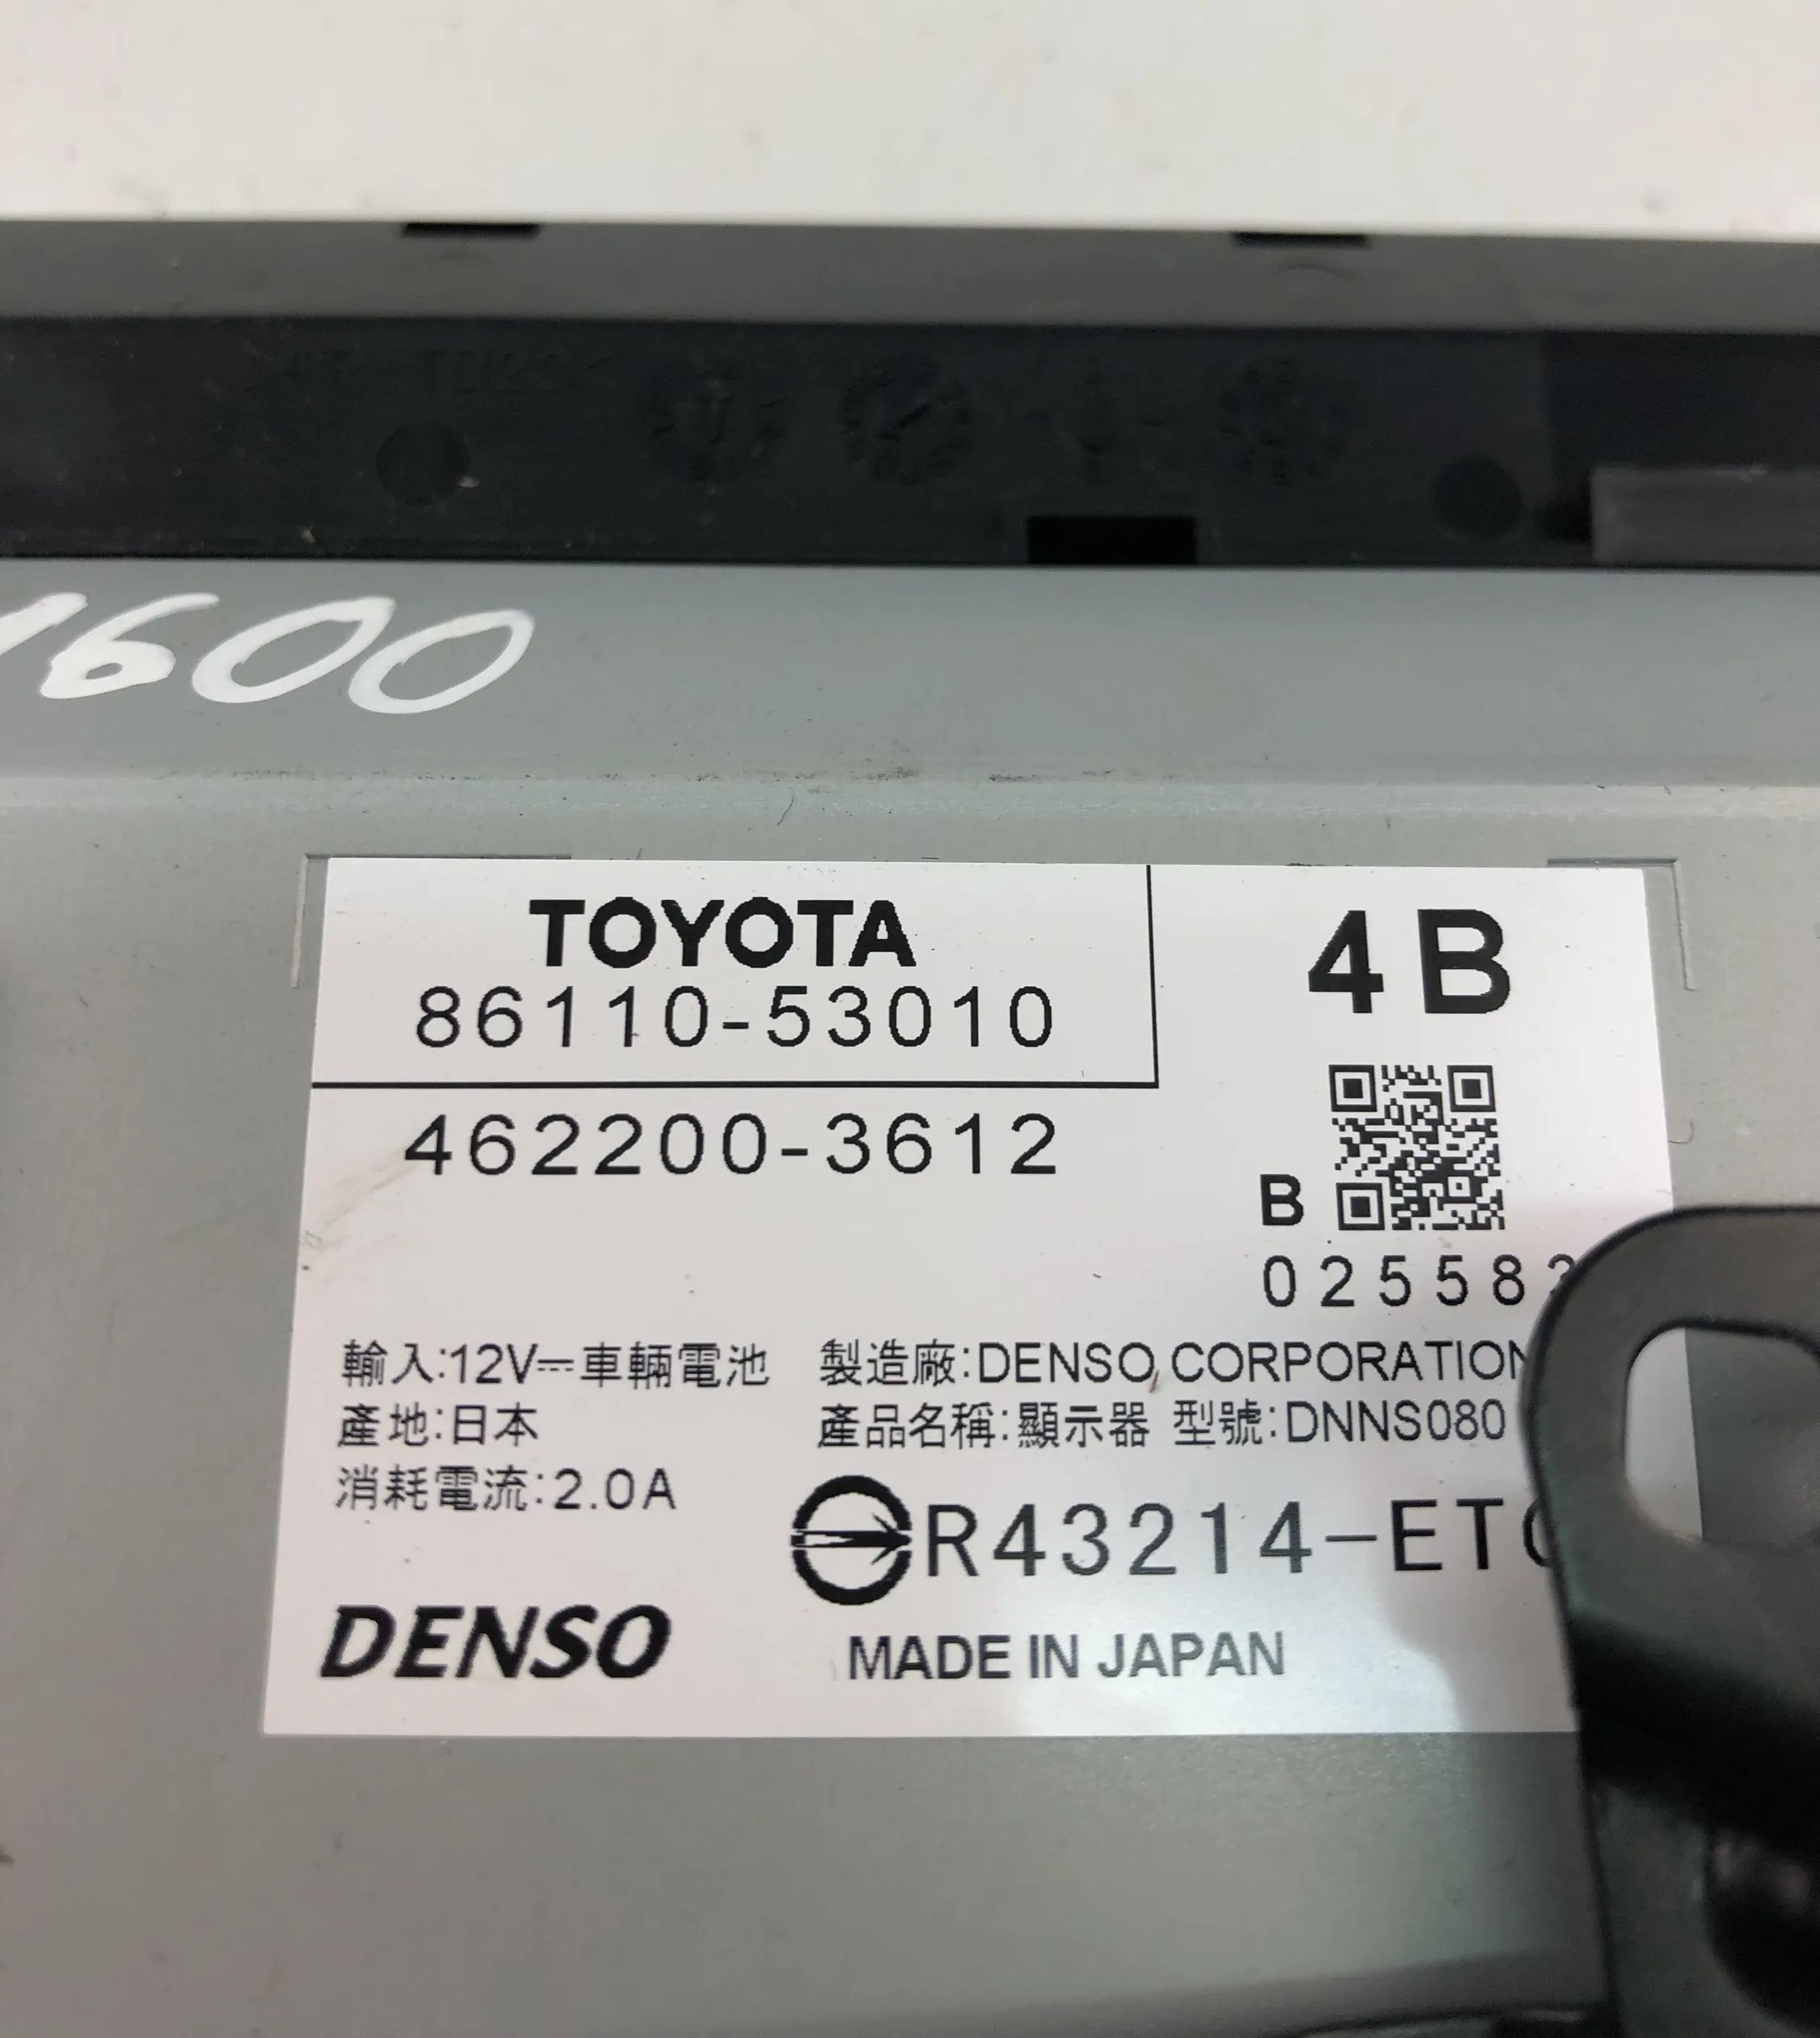 1600
TOYOTA
86110-53010
4B
462200-3612
B
02558
輸入:12V⎓車輛電池
製造廠:DENSO CORPORATION
產地:日本
產品名稱:顯示器 型號:DNNS080
消耗電流:2.0A
R43214-ET
DENSO
MADE IN JAPAN